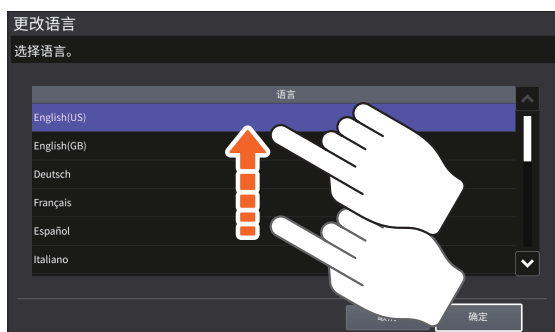 更改语言
选择语言。
语言
English(US)
English(GB)
Deutsch
Français
Español
Italiano
确定